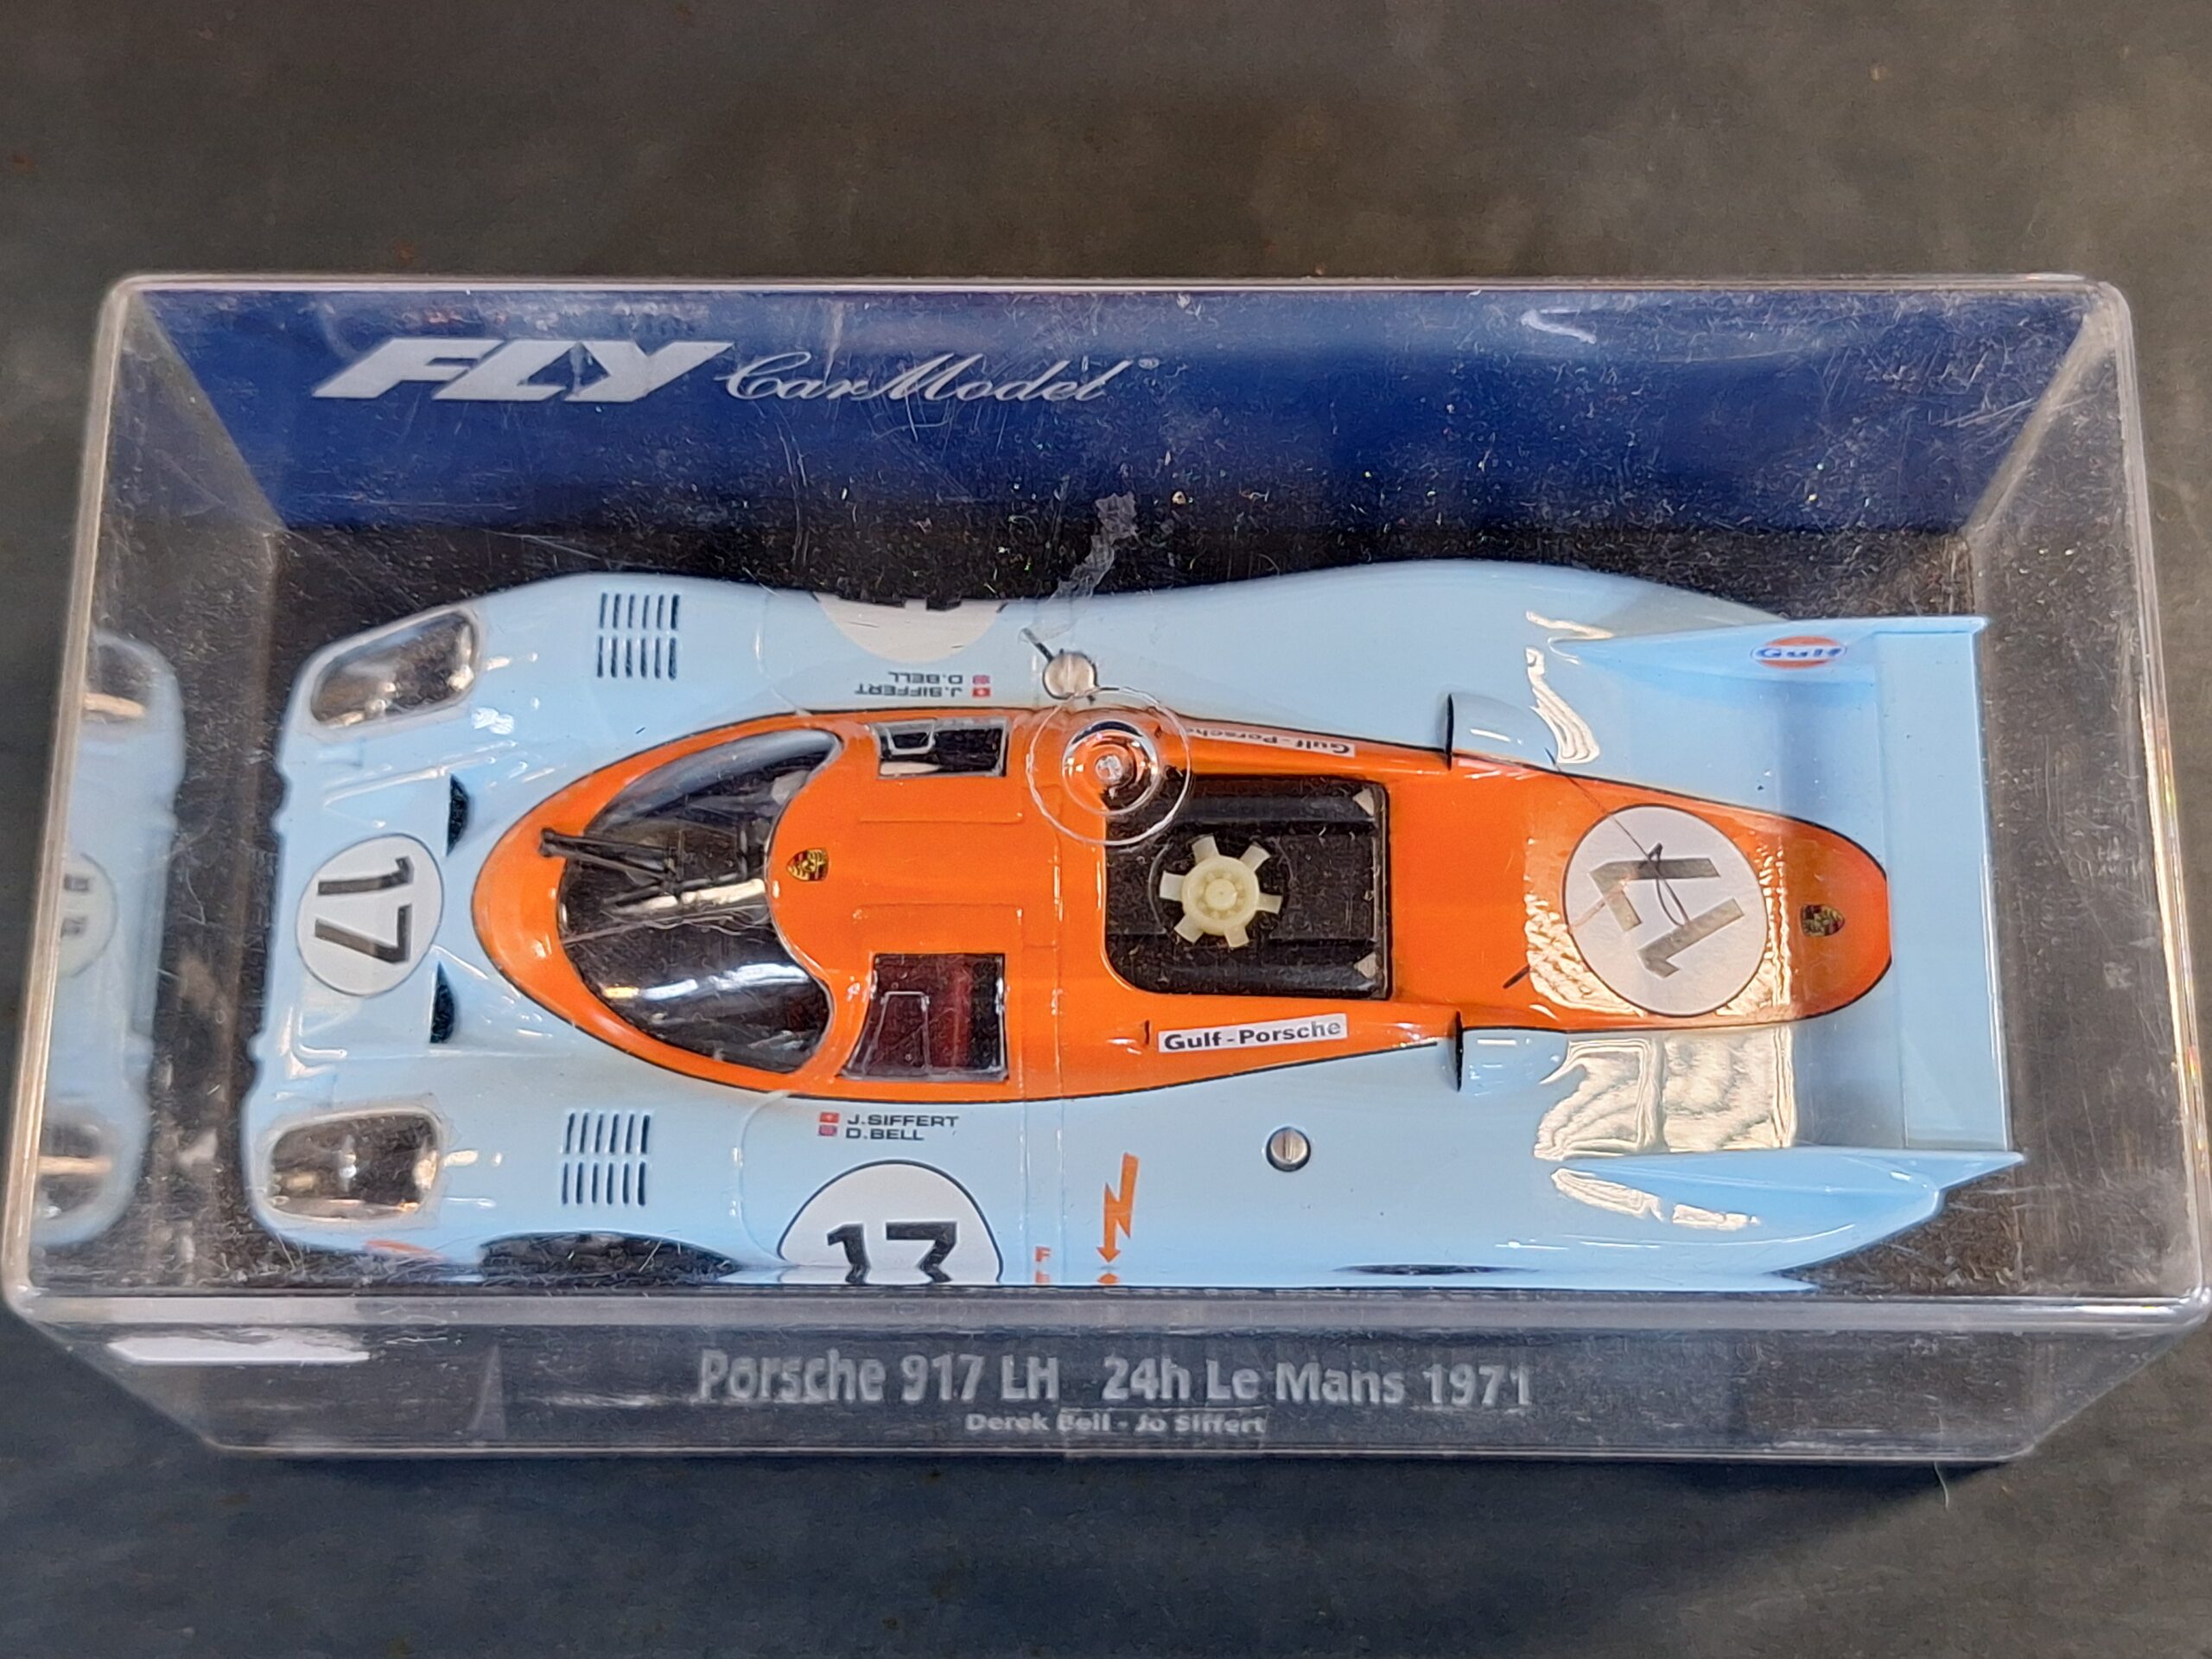 FLY Car Model®
Gulf
D.BELL
J.SIFFERT
Gulf-Porsche
17
17
Gulf-Porsche
J.SIFFERT
D.BELL
17
Porsche 917 LH 24h Le Mans 1971
Derek Bell - Jo Siffert